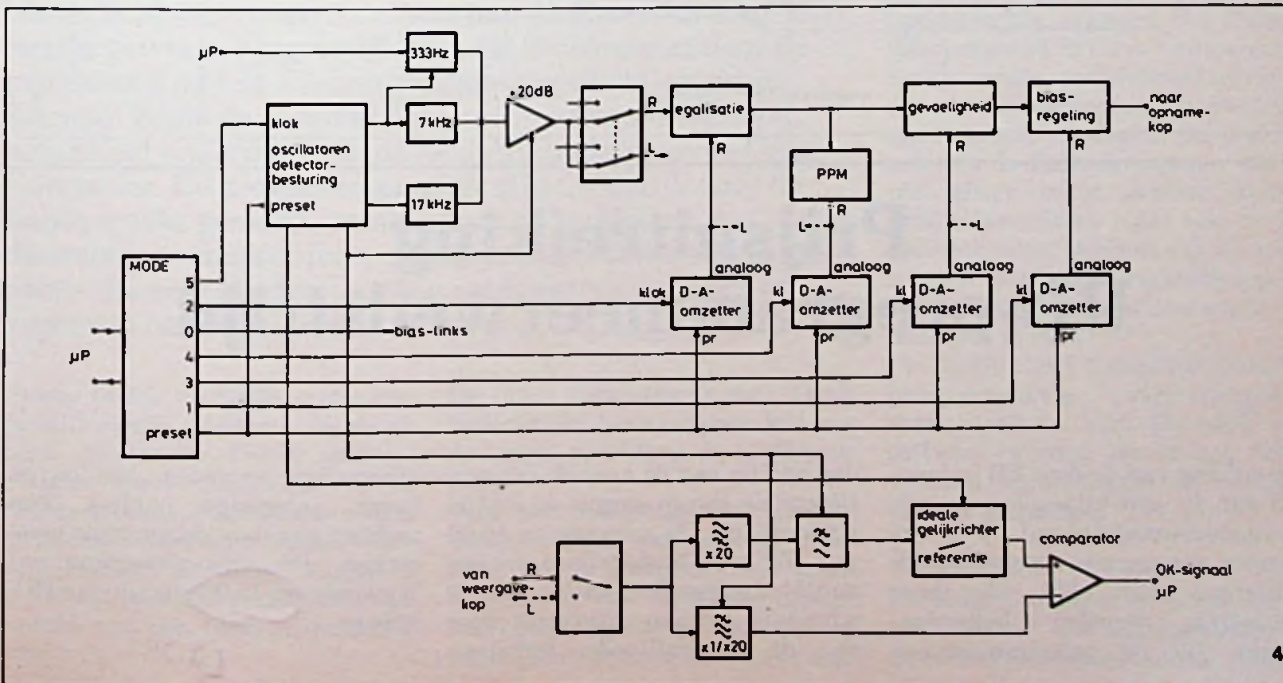 µP
333Hz
7kHz
17kHz
klok
oscillatoren
detector-
besturing
preset
+20dB
R
L
egalisatie
R
PPM
R
gevoeligheid
R
bias-
regeling
R
naar
opname-
kop
L
L
L
analoog
analoog
analoog
analoog
klok
D-A-
omzetter
pr
kl
D-A-
omzetter
kl
D-A-
omzetter
pr
kl
D-A-
omzetter
MODE
5
2
0
4
3
1
preset
µP
bias-links
van
weergave-
kop
R
L
x20
x1/x20
ideale
gelijkrichter
referentie
comparator
+
−
OK-signaal
µP
4